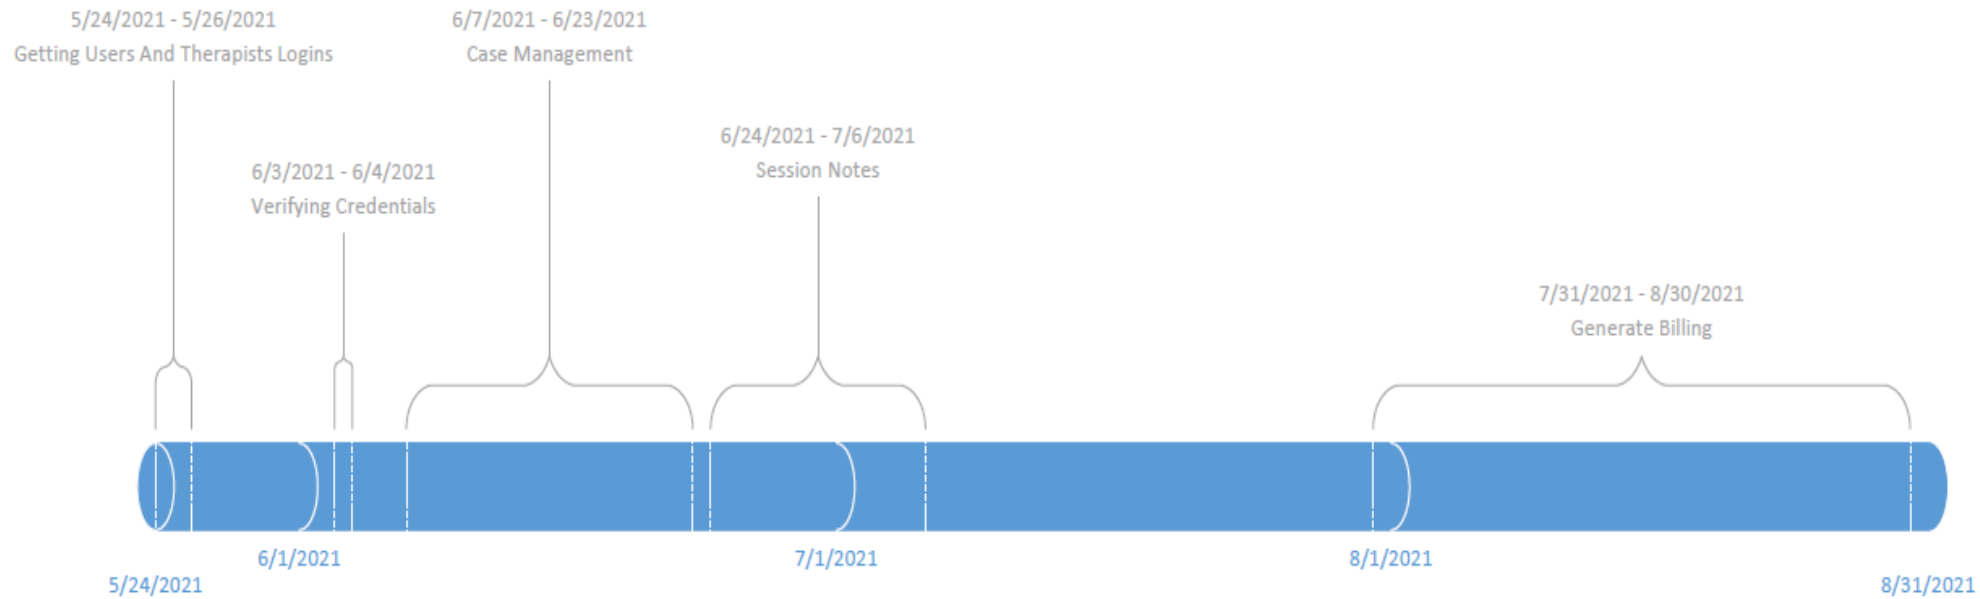 5/24/2021 - 5/26/2021
Getting Users And Therapists Logins
6/7/2021 - 6/23/2021
Case Management
6/24/2021 - 7/6/2021
Session Notes
6/3/2021 - 6/4/2021
Verifying Credentials
7/31/2021 - 8/30/2021
Generate Billing
6/1/2021
7/1/2021
8/1/2021
5/24/2021
8/31/2021